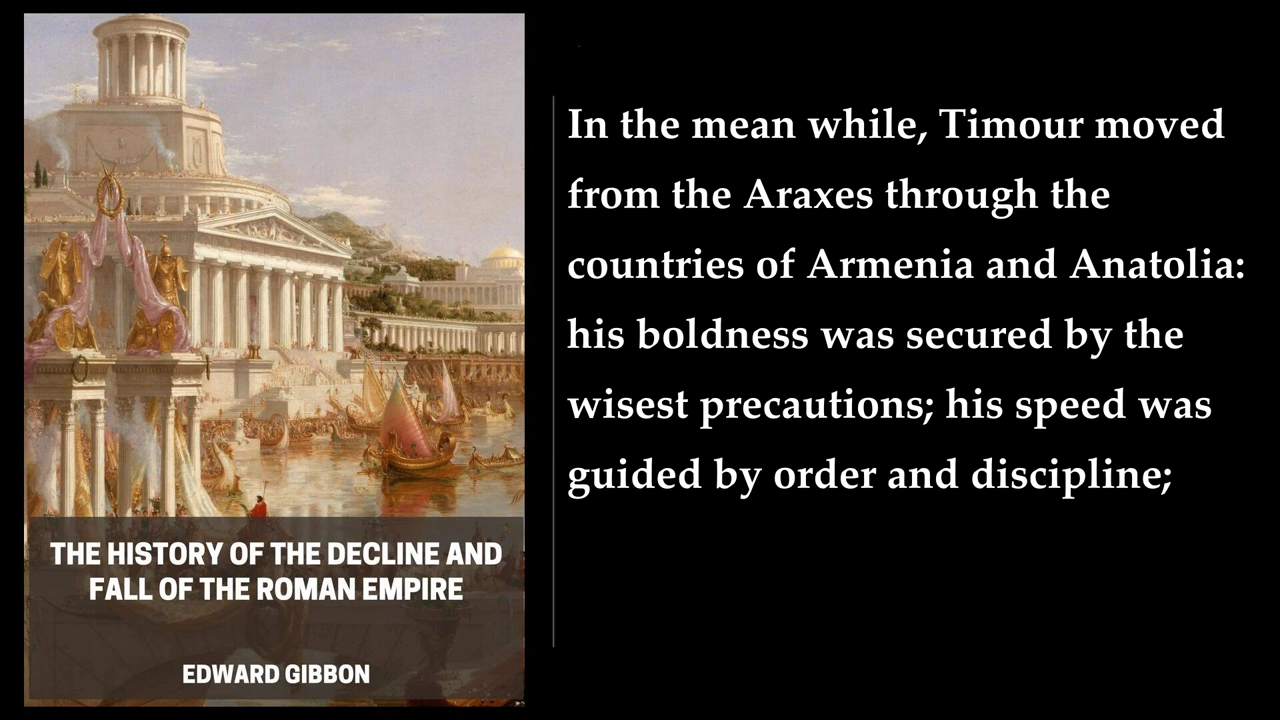 THE HISTORY OF THE DECLINE AND
FALL OF THE ROMAN EMPIRE
EDWARD GIBBON
In the mean while, Timour moved
from the Araxes through the
countries of Armenia and Anatolia:
his boldness was secured by the
wisest precautions; his speed was
guided by order and discipline;